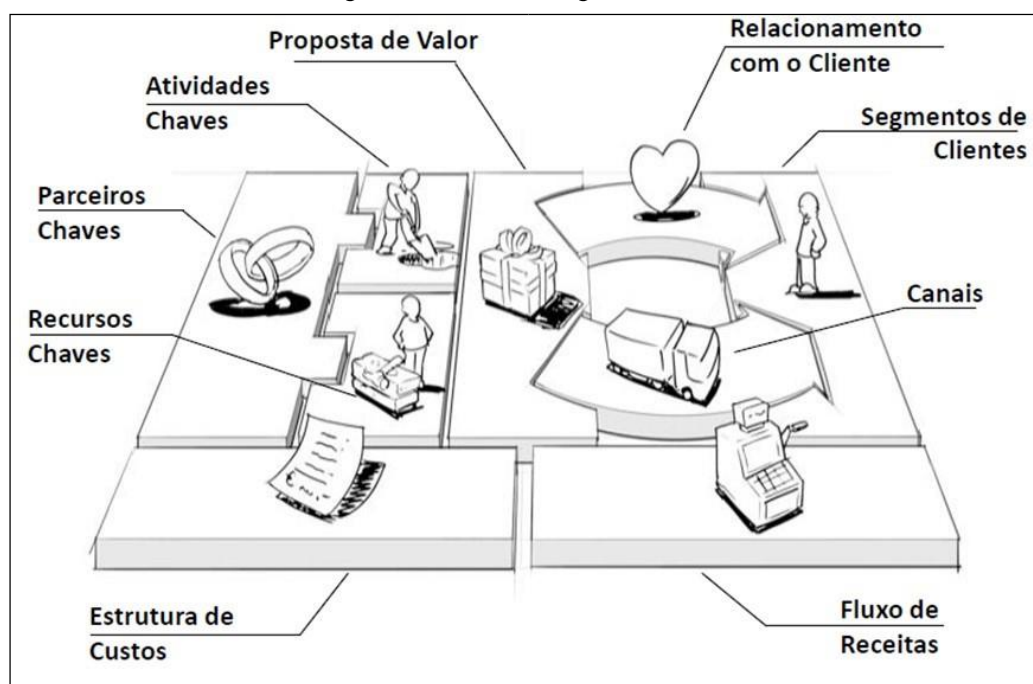 Proposta de Valor
Relacionamento
com o Cliente
Atividades
Chaves
Segmentos de
Clientes
Parceiros
Chaves
Canais
Recursos
Chaves
Estrutura de
Custos
Fluxo de
Receitas